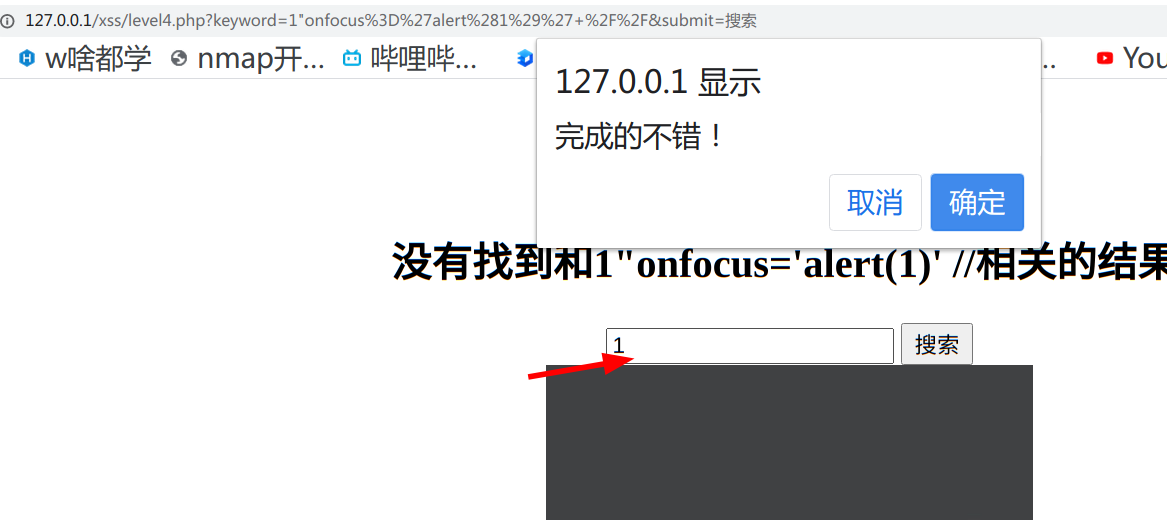 127.0.0.1/xss/level4.php?keyword=1"onfocus%3D%27alert%281%29%27+%2F%2F&submit=搜索
w啥都学 nmap开... 哔哩哔... .. You
127.0.0.1 显示
完成的不错！
取消 确定
没有找到和1"onfocus='alert(1)' //相关的结果
1 搜索